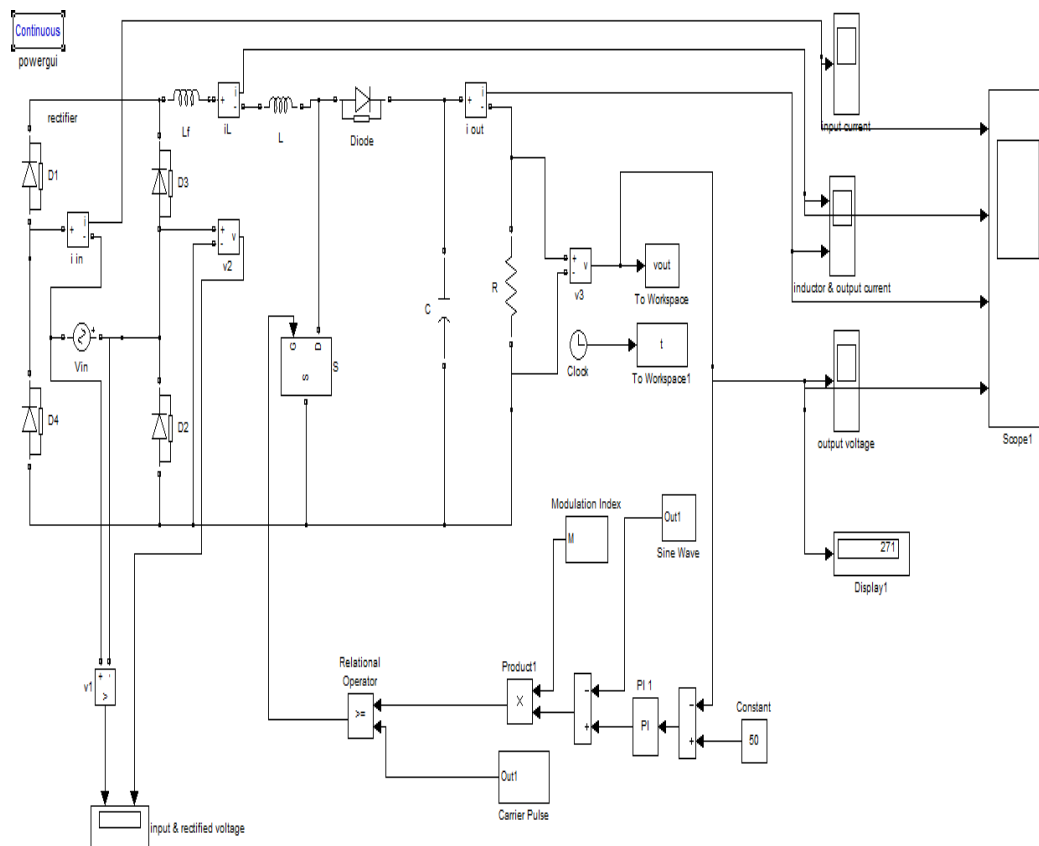 Continuous
powergui
rectifier
Lf
iL
L
Diode
i out
input current
D1
D3
i in
v2
v
Vin
D4
D2
G
D
S
S
C
R
v
v3
vout
To Workspace
Clock
t
To Workspace1
inductor & output current
output voltage
Scope1
271
Display1
Modulation Index
M
Out1
Sine Wave
v1
v
Relational
Operator
>=
Product1
X
PI 1
PI
Constant
50
Out1
Carrier Pulse
input & rectified voltage
+
-
i
+
-
i
+
-
i
+
-
+
-
+
+
-
−
+
−
+